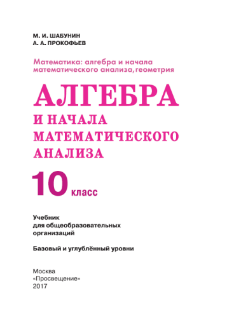 М. И. ШАБУНИН
А. А. ПРОКОФЬЕВ
Математика: алгебра и начала
математического анализа, геометрия
АЛГЕБРА
И НАЧАЛА
МАТЕМАТИЧЕСКОГО
АНАЛИЗА
10 класс
Учебник
для общеобразовательных
организаций
Базовый и углублённый уровни
Москва
«Просвещение»
2017